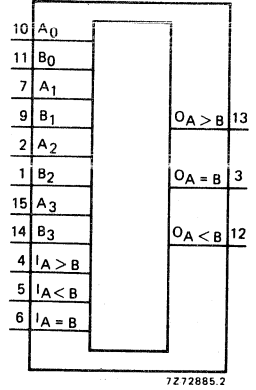 10 A0
11 B0
7 A1
9 B1
OA > B 13
2 A2
1 B2
OA = B 3
15 A3
14 B3
OA < B 12
4 IA > B
5 IA < B
6 IA = B
7Z72885.2